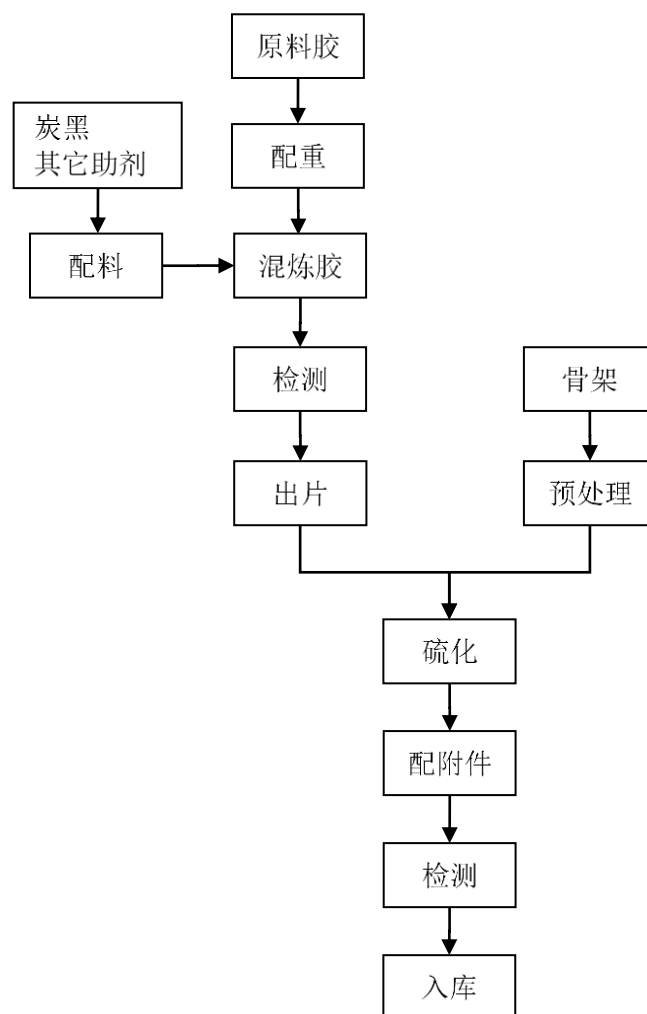 原料胶
炭黑
其它助剂
配重
配料
混炼胶
检测
骨架
出片
预处理
硫化
配附件
检测
入库